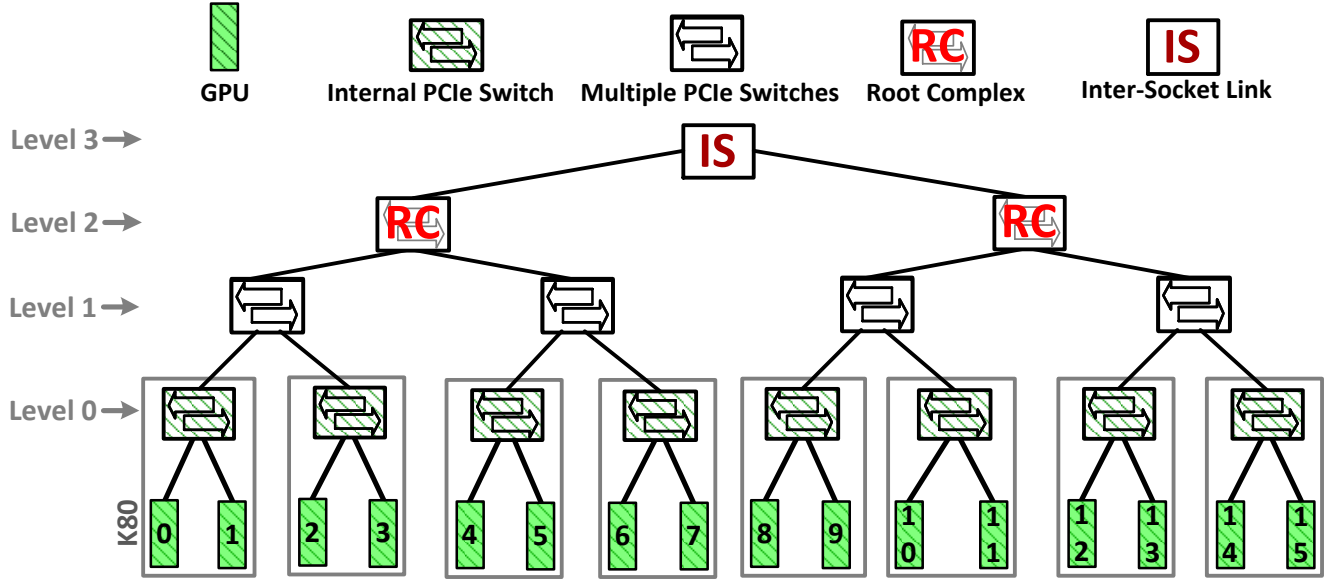 RC
IS
GPU
Internal PCIe Switch
Multiple PCIe Switches
Root Complex
Inter-Socket Link
Level 3
IS
Level 2
RC
RC
Level 1
Level 0
K80
0
1
2
3
4
5
6
7
8
9
10
11
12
13
14
15